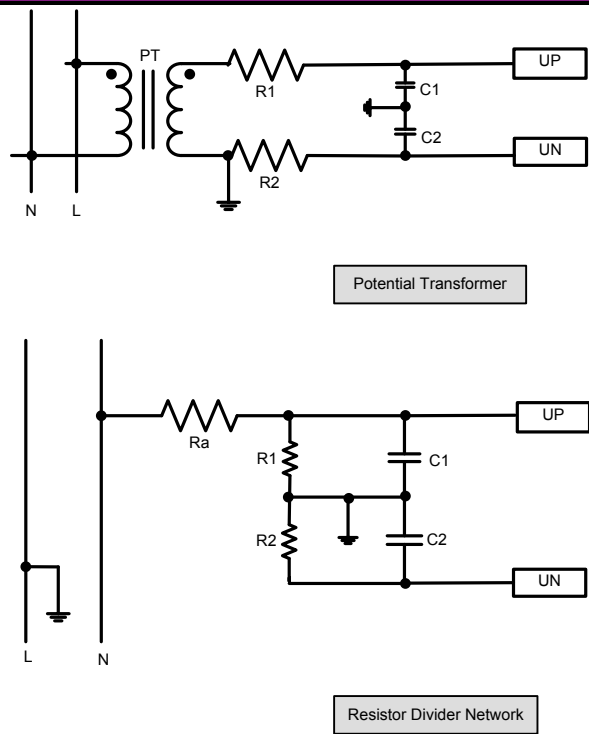 PT
UP
R1
C1
C2
UN
R2
N L
Potential Transformer
UP
Ra
R1
C1
R2
C2
UN
L N
Resistor Divider Network